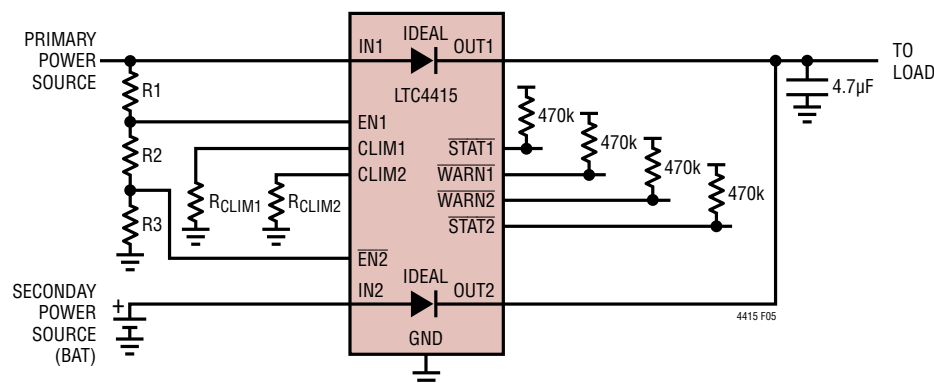 PRIMARY
POWER
SOURCE
R1
R2
R3
RCLIM1
RCLIM2
SECONDAY
POWER
SOURCE
(BAT)
+
IDEAL
IN1
OUT1
LTC4415
EN1
CLIM1
CLIM2
STAT1
WARN1
WARN2
STAT2
EN2
IDEAL
IN2
OUT2
GND
470k
470k
470k
470k
TO
LOAD
4.7µF
4415 F05